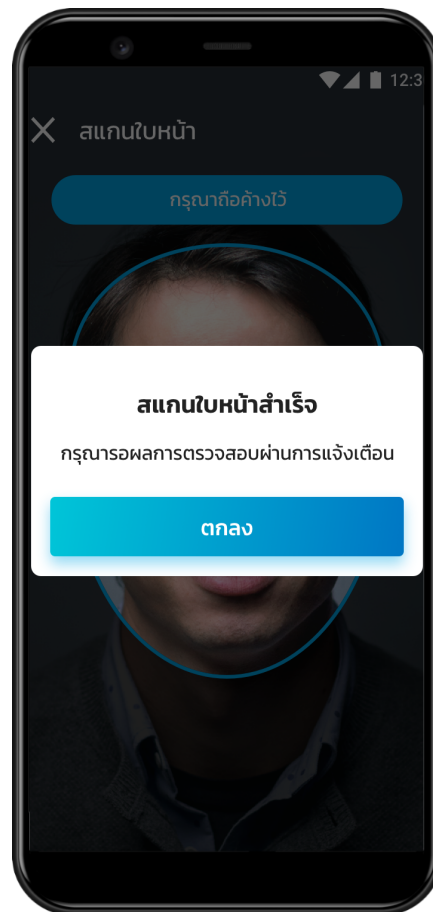 12:3
สแกนใบหน้า
กรุณาถือค้างไว้
สแกนใบหน้าสำเร็จ
กรุณารอผลการตรวจสอบผ่านการแจ้งเตือน
ตกลง